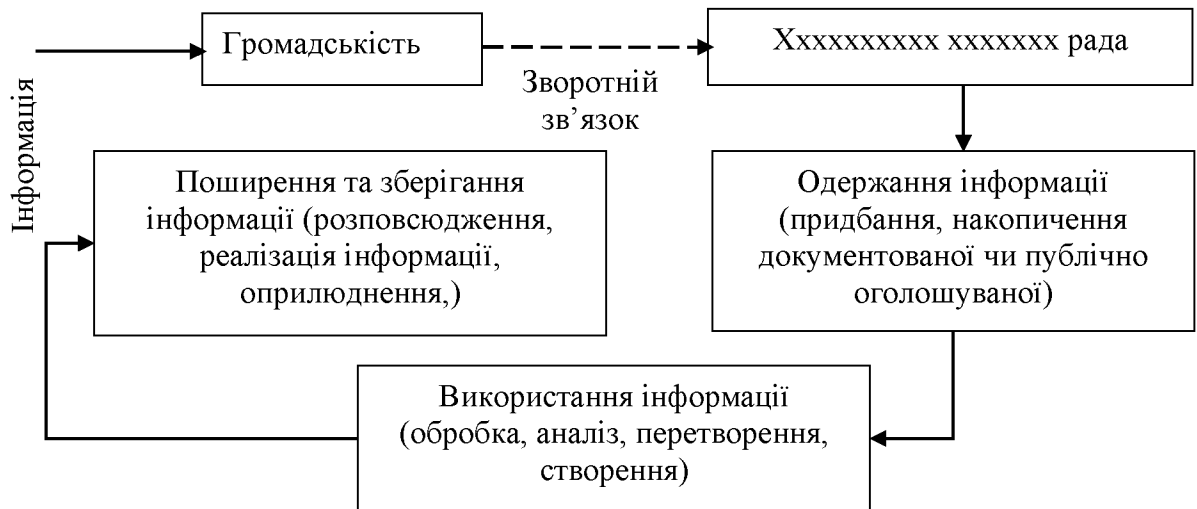 Громадськість
Хххххххххх ххххххх рада
Зворотній
зв’язок
Інформація
Поширення та зберігання
інформації (розповсюдження,
реалізація інформації,
оприлюднення,)
Одержання інформації
(придбання, накопичення
документованої чи публічно
оголошуваної)
Використання інформації
(обробка, аналіз, перетворення,
створення)